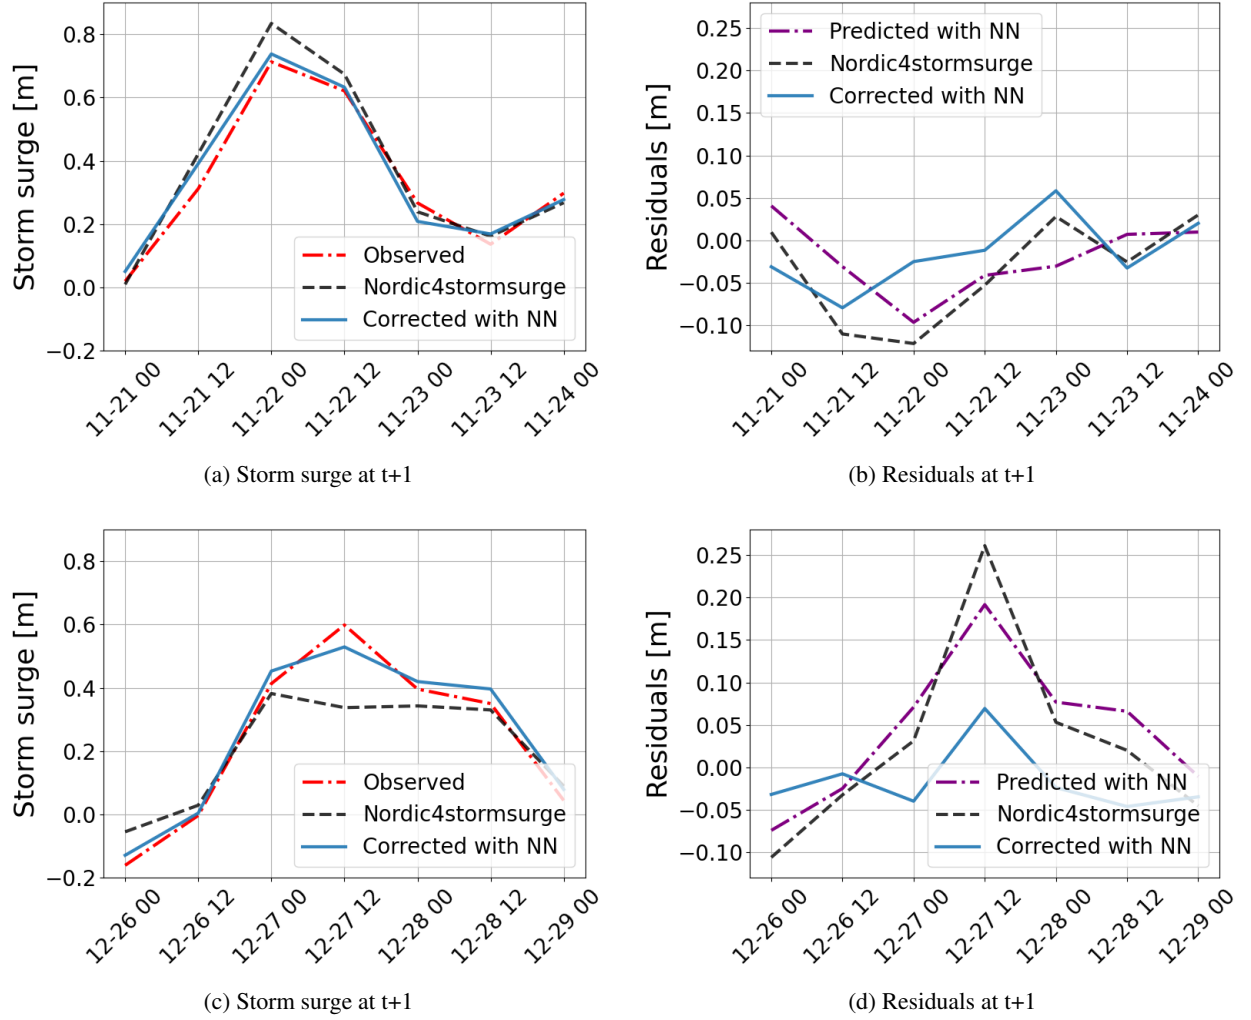 Storm surge [m]
0.8
0.6
0.4
0.2
0.0
−0.2
Observed
Nordic4stormsurge
Corrected with NN
11-21 00
11-21 12
11-22 00
11-22 12
11-23 00
11-23 12
11-24 00
(a) Storm surge at t+1
Residuals [m]
0.25
0.20
0.15
0.10
0.05
0.00
−0.05
−0.10
Predicted with NN
Nordic4stormsurge
Corrected with NN
11-21 00
11-21 12
11-22 00
11-22 12
11-23 00
11-23 12
11-24 00
(b) Residuals at t+1
Storm surge [m]
0.8
0.6
0.4
0.2
0.0
−0.2
Observed
Nordic4stormsurge
Corrected with NN
12-26 00
12-26 12
12-27 00
12-27 12
12-28 00
12-28 12
12-29 00
(c) Storm surge at t+1
Residuals [m]
0.25
0.20
0.15
0.10
0.05
0.00
−0.05
−0.10
Predicted with NN
Nordic4stormsurge
Corrected with NN
12-26 00
12-26 12
12-27 00
12-27 12
12-28 00
12-28 12
12-29 00
(d) Residuals at t+1